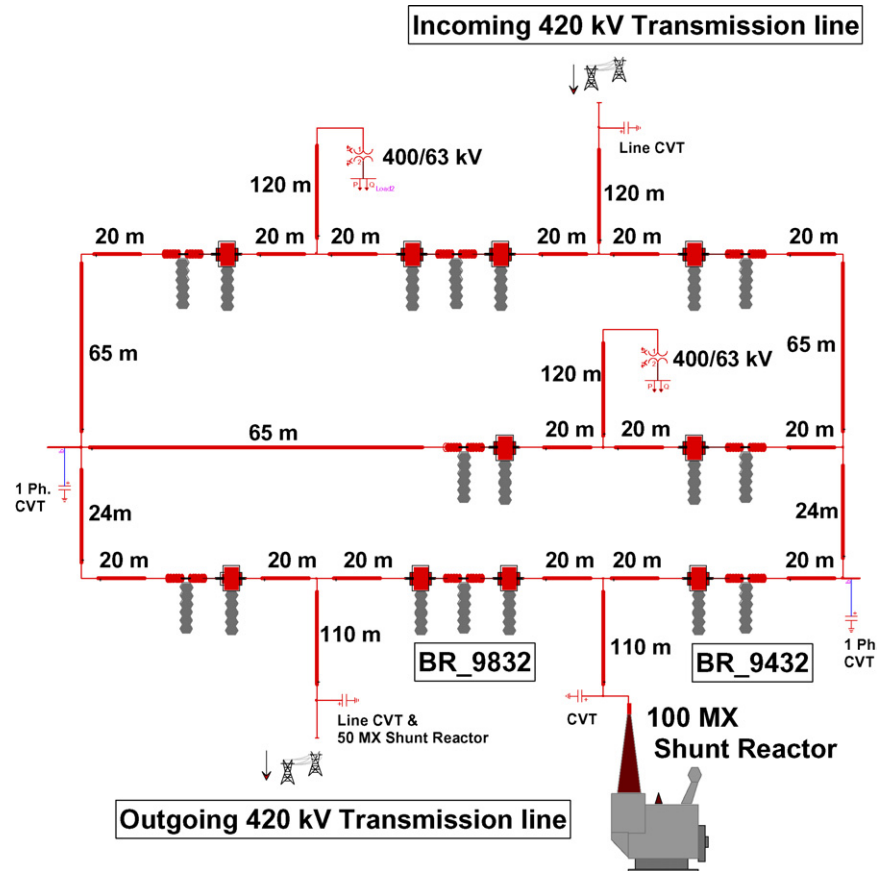 Incoming 420 kV Transmission line
Line CVT
400/63 kV
P Q Load2
120 m
120 m
20 m
20 m
20 m
20 m
20 m
20 m
65 m
65 m
400/63 kV
P Q
120 m
65 m
20 m
20 m
20 m
1 Ph.
CVT
24m
24m
20 m
20 m
20 m
20 m
20 m
20 m
110 m
BR_9832
110 m
BR_9432
1 Ph
CVT
Line CVT &
50 MX Shunt Reactor
CVT
100 MX
Shunt Reactor
Outgoing 420 kV Transmission line